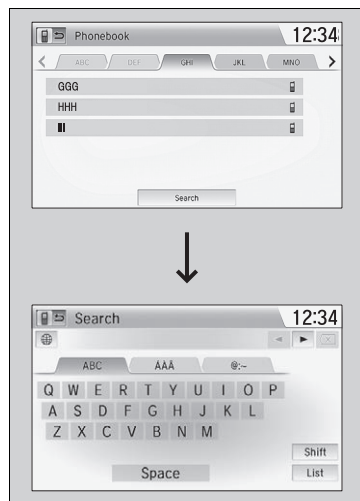 Phonebook 12:34
ABC DEF GHI JKL MNO
GGG
HHH
III
Search
Search 12:34
ABC ÀÁÂ @:~
Q W E R T Y U I O P
A S D F G H J K L
Z X C V B N M
Shift
Space List